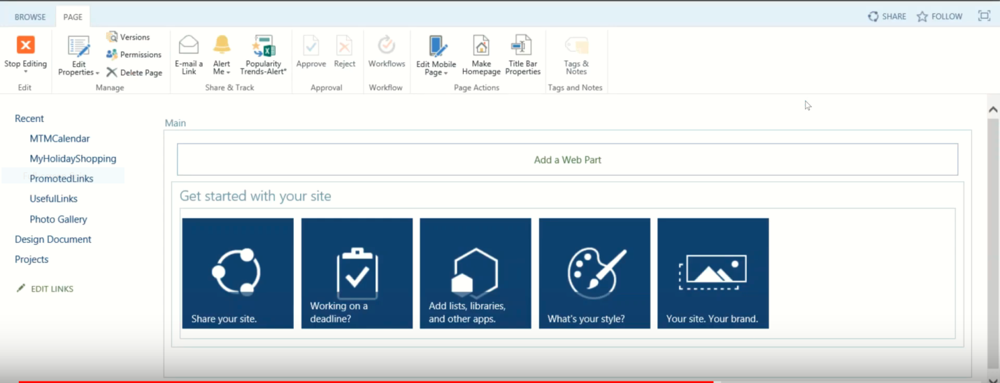 BROWSE
PAGE
SHARE
FOLLOW
Stop Editing
Edit
Properties
Versions
Permissions
Delete Page
E-mail a
Link
Alert
Me
Popularity
Trends-Alert"
Approve
Reject
Workflows
Edit Mobile
Page
Make
Homepage
Title Bar
Properties
Tags &
Notes
Edit
Manage
Share & Track
Approval
Workflow
Page Actions
Tags and Notes
Recent
MTMCalendar
MyHolidayShopping
PromotedLinks
UsefulLinks
Photo Gallery
Design Document
Projects
EDIT LINKS
Main
Add a Web Part
Get started with your site
Share your site.
Working on a
deadline?
Add lists, libraries,
and other apps.
What's your style?
Your site. Your brand.